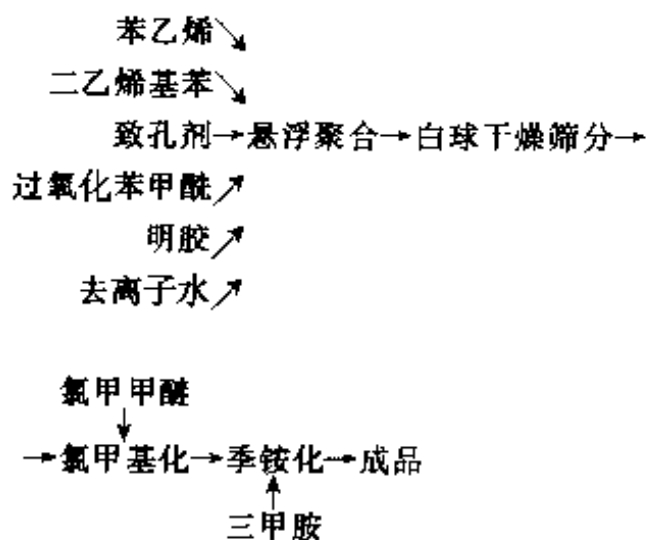 苯乙烯↘
二乙烯基苯↘
致孔剂→悬浮聚合→白球干燥筛分→
过氧化苯甲酰↗
明胶↗
去离子水↗
氯甲甲醚
↓
→氯甲基化→季铵化→成品
↑
三甲胺